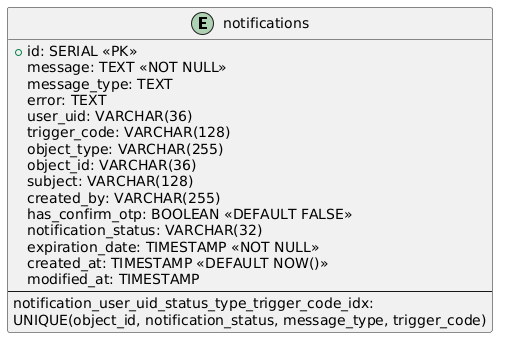 E notifications
id: SERIAL «PK»
message: TEXT «NOT NULL»
message_type: TEXT
error: TEXT
user_uid: VARCHAR(36)
trigger_code: VARCHAR(128)
object_type: VARCHAR(255)
object_id: VARCHAR(36)
subject: VARCHAR(128)
created_by: VARCHAR(255)
has_confirm_otp: BOOLEAN «DEFAULT FALSE»
notification_status: VARCHAR(32)
expiration_date: TIMESTAMP «NOT NULL»
created_at: TIMESTAMP «DEFAULT NOW()»
modified_at: TIMESTAMP
notification_user_uid_status_type_trigger_code_idx:
UNIQUE(object_id, notification_status, message_type, trigger_code)